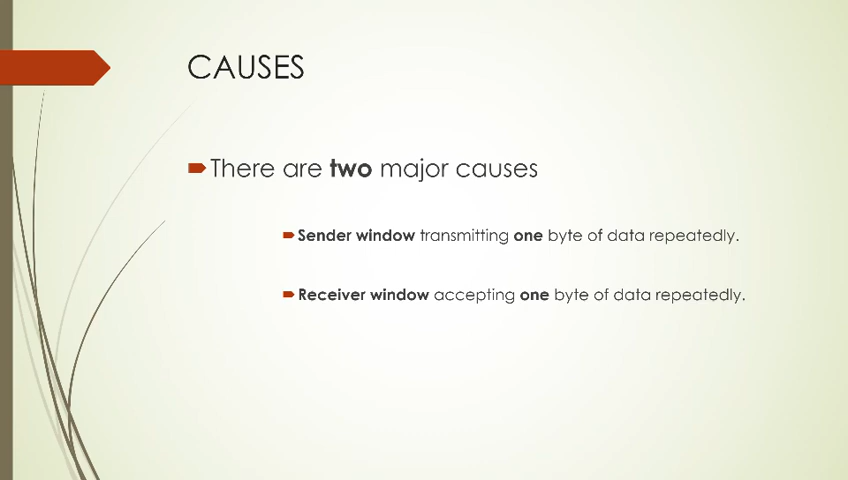 CAUSES
There are two major causes
Sender window transmitting one byte of data repeatedly.
Receiver window accepting one byte of data repeatedly.